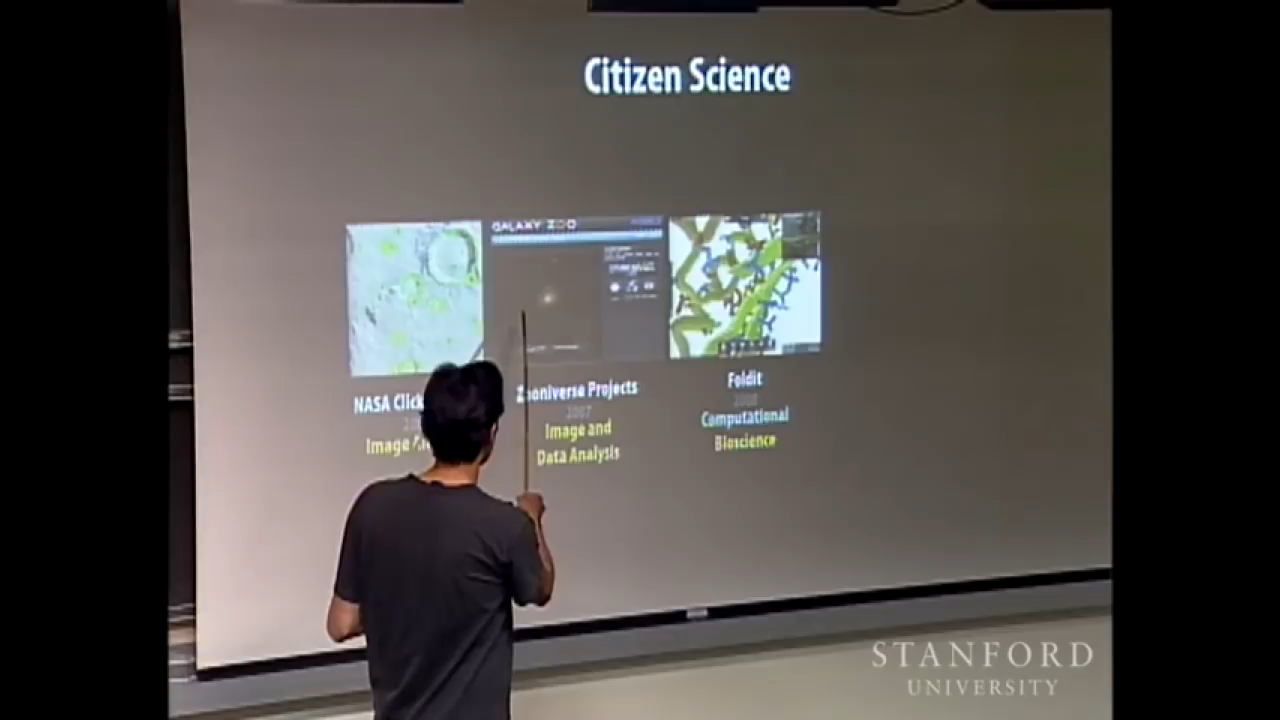 Citizen Science
GALAXY ZOO
NASA Click
Zooniverse Projects
2007
Image and
Data Analysis
Image
Foldit
2008
Computational
Bioscience
STANFORD
UNIVERSITY